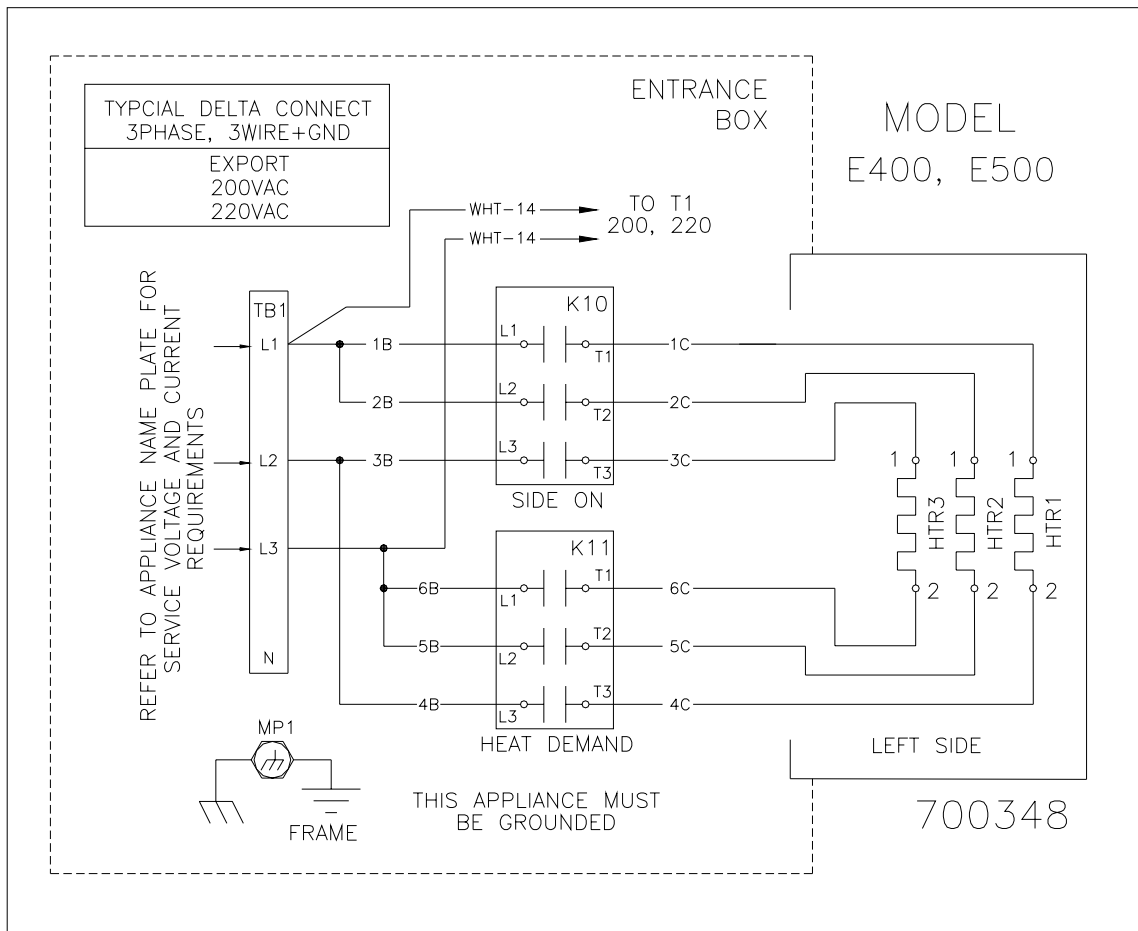 TYPCIAL DELTA CONNECT
3PHASE, 3WIRE+GND
EXPORT
200VAC
220VAC
ENTRANCE
BOX
MODEL
E400, E500
WHT-14
TO T1
200, 220
WHT-14
REFER TO APPLIANCE NAME PLATE FOR
SERVICE VOLTAGE AND CURRENT
REQUIREMENTS
TB1
L1
L2
L3
N
K10
L1
1B
T1
1C
L2
2B
T2
2C
L3
3B
T3
3C
SIDE ON
K11
6B
L1
T1
6C
5B
L2
T2
5C
4B
L3
T3
4C
HEAT DEMAND
1
1
1
HTR3
HTR2
HTR1
2
2
2
LEFT SIDE
MP1
FRAME
THIS APPLIANCE MUST
BE GROUNDED
700348